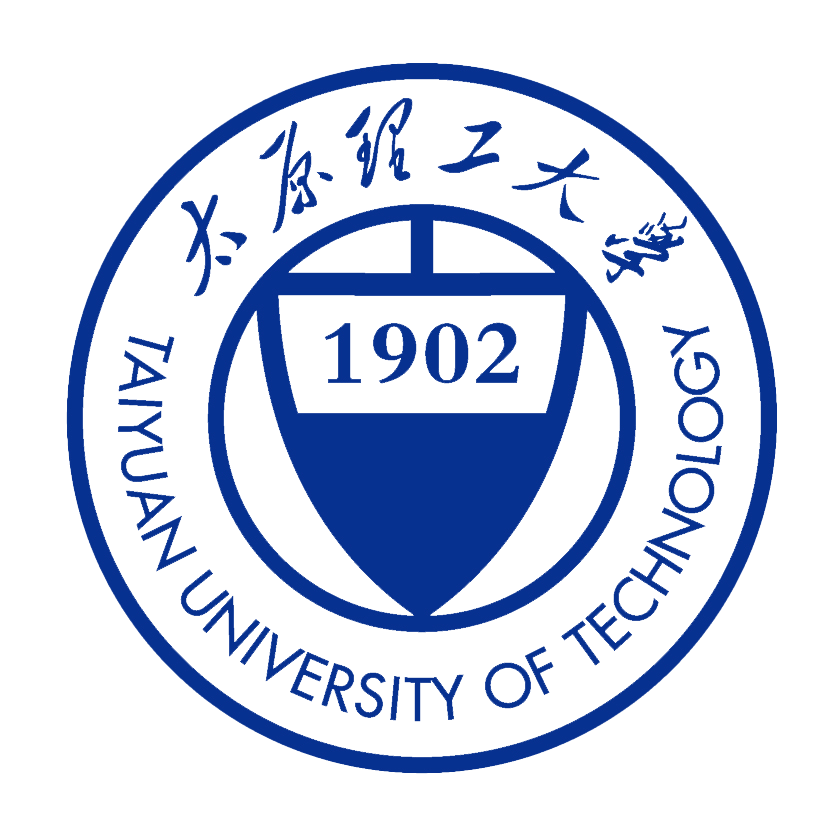 太原理工大学
1902
TAIYUAN UNIVERSITY OF TECHNOLOGY